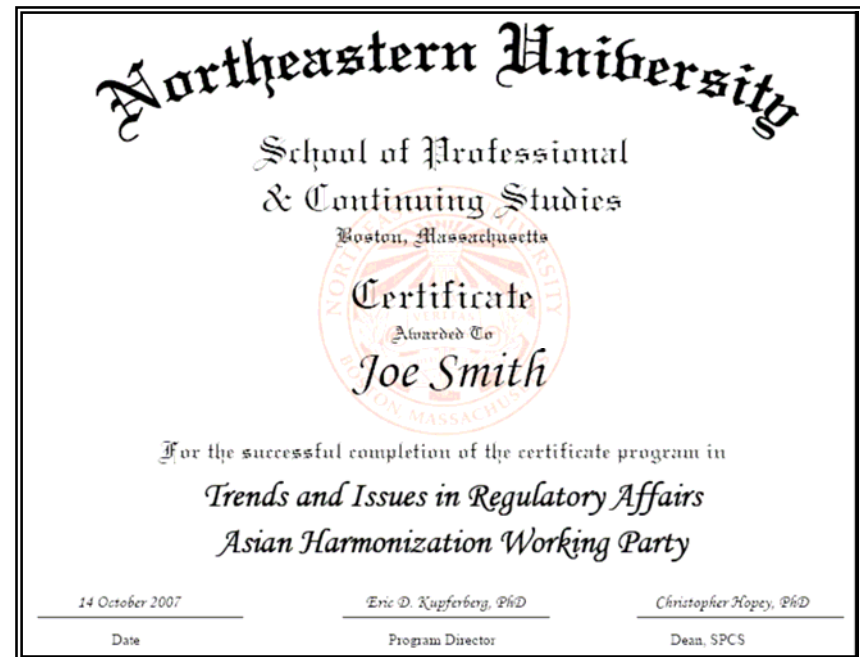 Northeastern University
School of Professional
& Continuing Studies
Boston, Massachusetts
Certificate
Awarded To
Joe Smith
For the successful completion of the certificate program in
Trends and Issues in Regulatory Affairs
Asian Harmonization Working Party
14 October 2007 Eric D. Kupferberg, PhD Christopher Hopey, PhD
Date Program Director Dean, SPCS